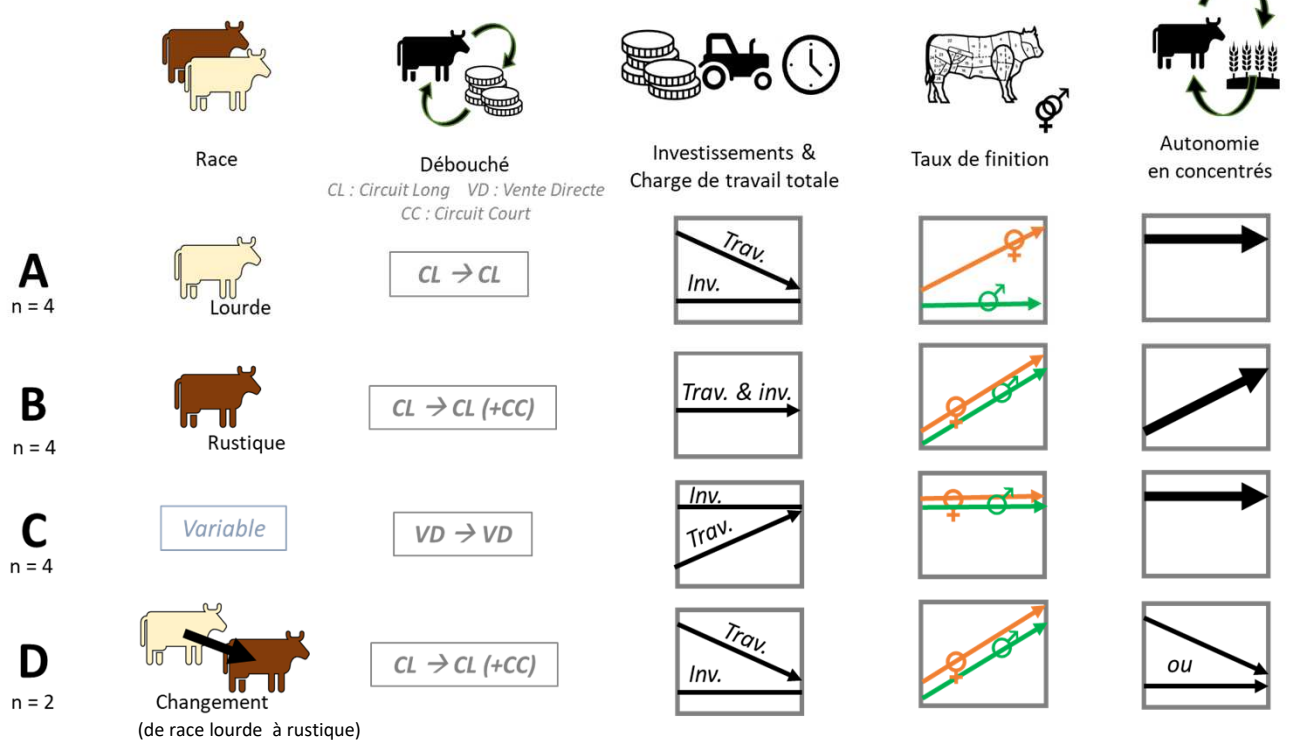 Race
Débouché
CL : Circuit Long VD : Vente Directe
CC : Circuit Court
Investissements &
Charge de travail totale
Taux de finition
Autonomie
en concentrés
A
n = 4
Lourde
CL → CL
Trav.
Inv.
B
n = 4
Rustique
CL → CL (+CC)
Trav. & inv.
C
n = 4
Variable
VD → VD
Inv.
Trav.
D
n = 2
Changement
(de race lourde à rustique)
CL → CL (+CC)
Trav.
Inv.
ou